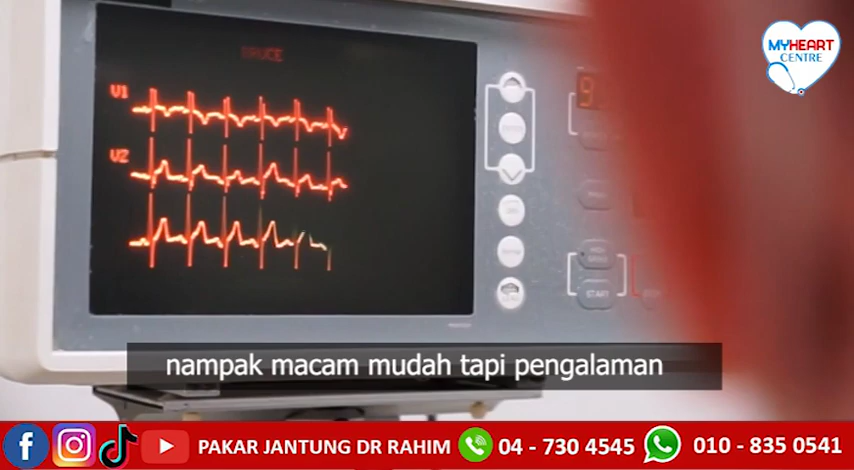 MYHEART
CENTRE
BRUCE
V1
V2
START
nampak macam mudah tapi pengalaman
PAKAR JANTUNG DR RAHIM
04 - 730 4545
010 - 835 0541